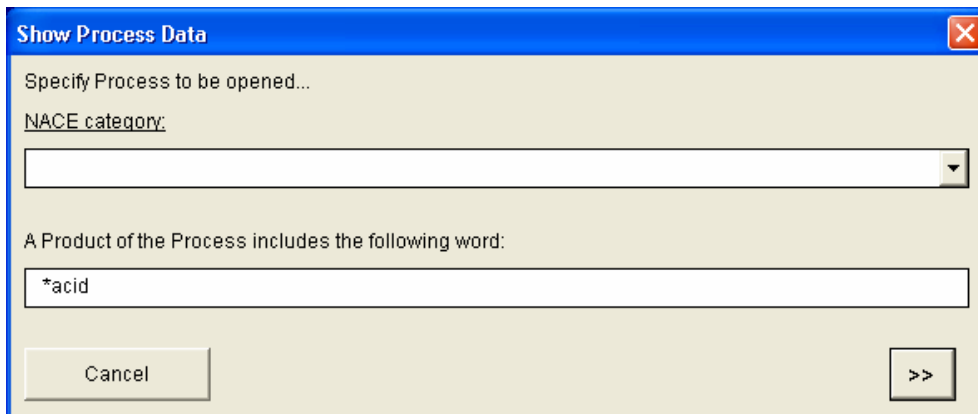 Show Process Data
Specify Process to be opened...
NACE category:
A Product of the Process includes the following word:
*acid
Cancel
>>